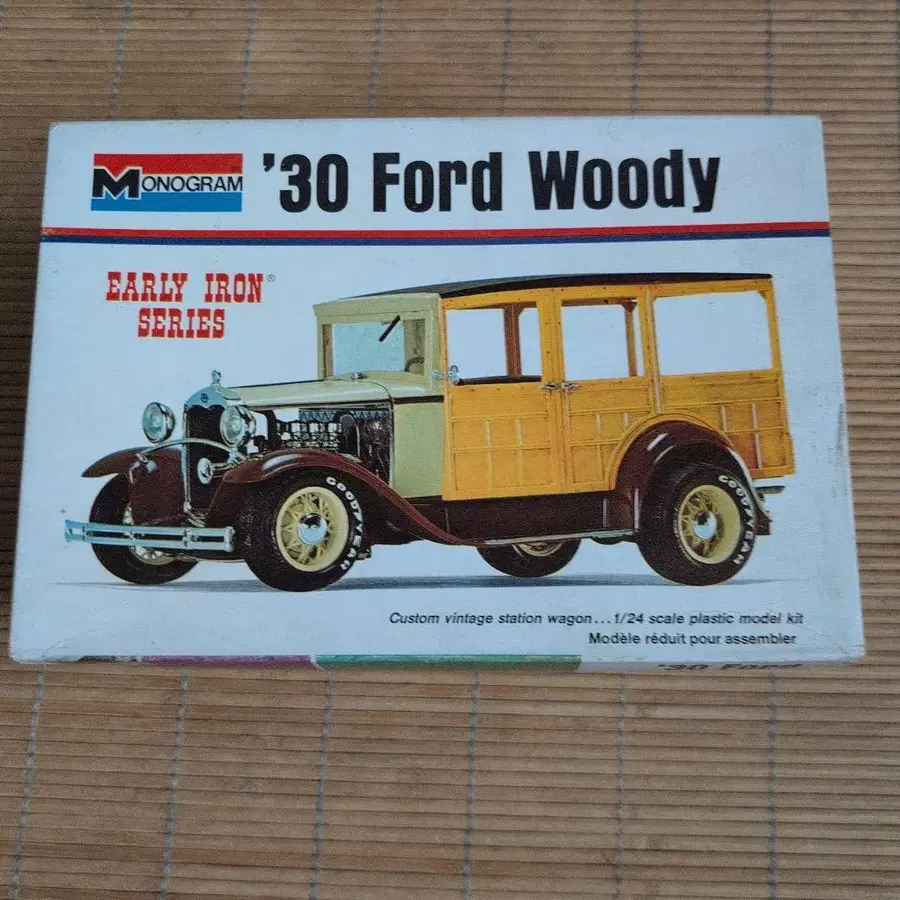 MONOGRAM
'30 Ford Woody
EARLY IRON®
SERIES
GOODYEAR
GOODYEAR
Custom vintage station wagon...1/24 scale plastic model kit
Modèle réduit pour assembler
'30 Ford